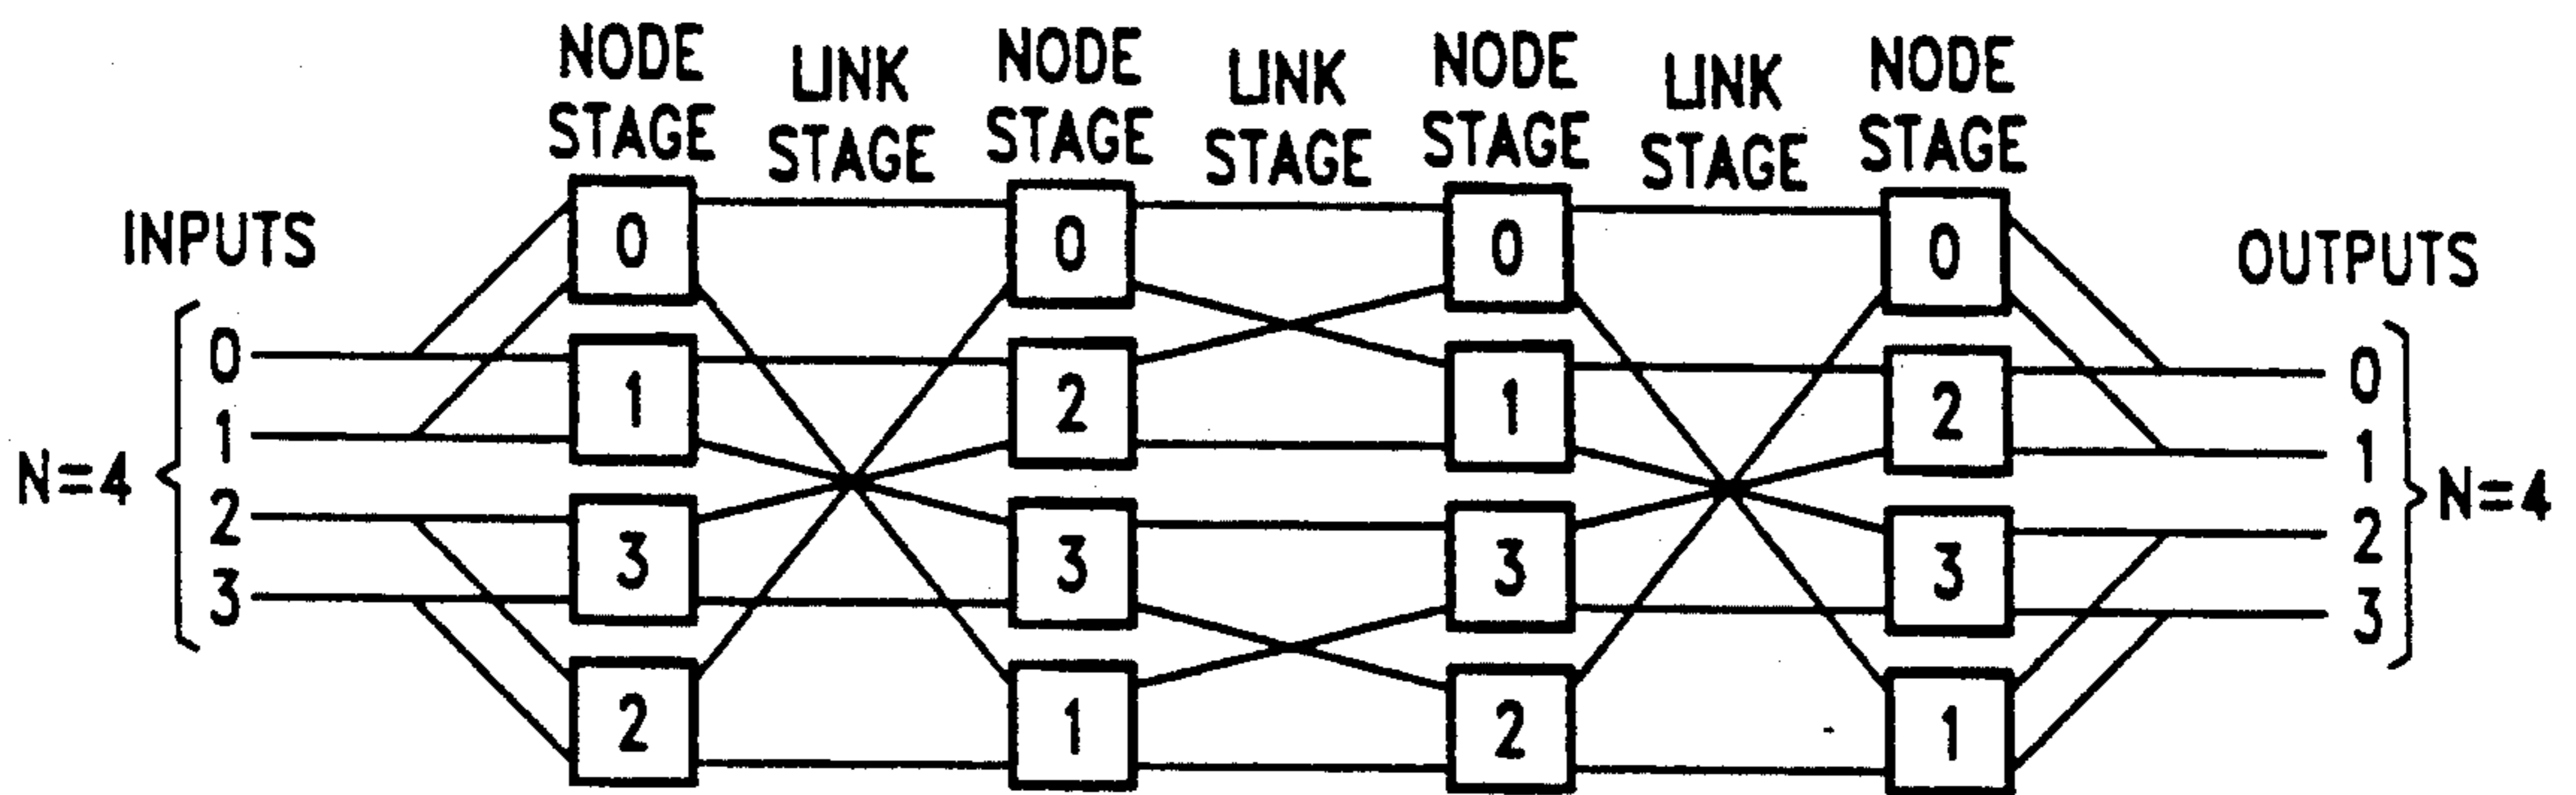 NODE STAGE
LINK STAGE
NODE STAGE
LINK STAGE
NODE STAGE
LINK STAGE
NODE STAGE
INPUTS
OUTPUTS
0 0 0 0
0 0
1 2 1 2
1 1
N=4
N=4
2 2
3 3 3 3
3 3
2 1 2 1